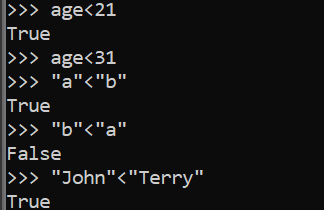 >>> age<21
True
>>> age<31
>>> "a"<"b"
True
>>> "b"<"a"
False
>>> "John"<"Terry"
True